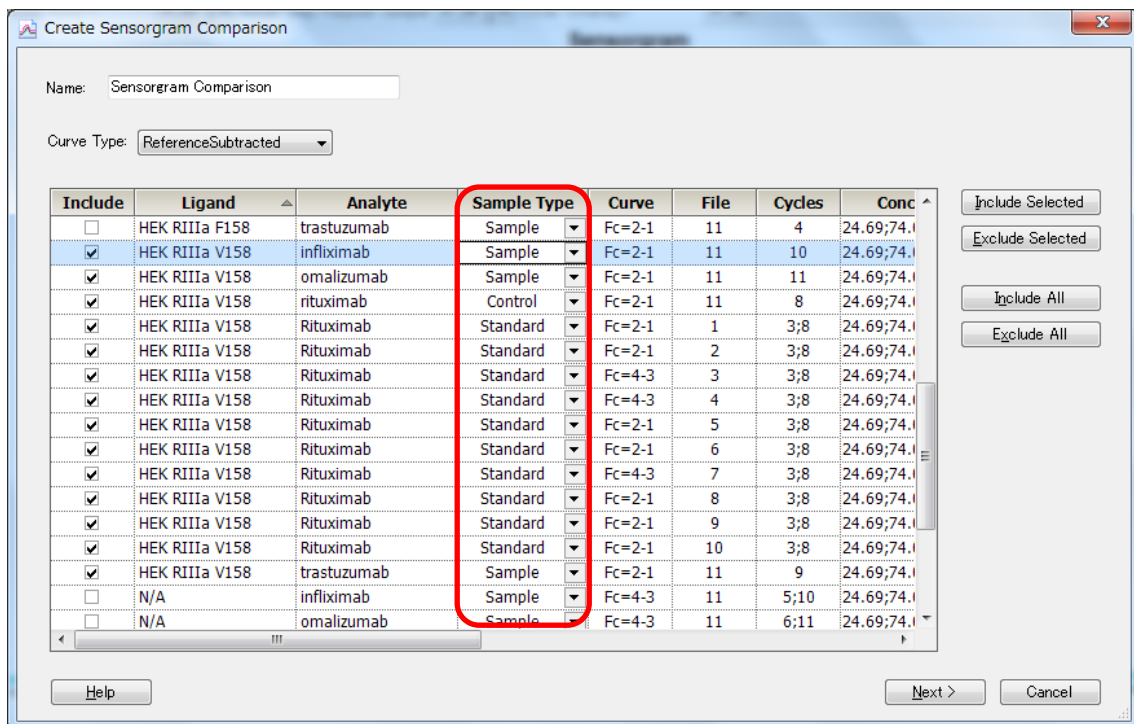 Create Sensorgram Comparison
Name: Sensorgram Comparison
Curve Type: ReferenceSubtracted
Include Ligand Analyte Sample Type Curve File Cycles Conc
HEK RIIIa F158 trastuzumab Sample Fc=2-1 11 4 24.69;74.
HEK RIIIa V158 infliximab Sample Fc=2-1 11 10 24.69;74.
HEK RIIIa V158 omalizumab Sample Fc=2-1 11 11 24.69;74.
HEK RIIIa V158 rituximab Control Fc=2-1 11 8 24.69;74.
HEK RIIIa V158 Rituximab Standard Fc=2-1 1 3;8 24.69;74.
HEK RIIIa V158 Rituximab Standard Fc=2-1 2 3;8 24.69;74.
HEK RIIIa V158 Rituximab Standard Fc=4-3 3 3;8 24.69;74.
HEK RIIIa V158 Rituximab Standard Fc=4-3 4 3;8 24.69;74.
HEK RIIIa V158 Rituximab Standard Fc=2-1 5 3;8 24.69;74.
HEK RIIIa V158 Rituximab Standard Fc=2-1 6 3;8 24.69;74.
HEK RIIIa V158 Rituximab Standard Fc=4-3 7 3;8 24.69;74.
HEK RIIIa V158 Rituximab Standard Fc=2-1 8 3;8 24.69;74.
HEK RIIIa V158 Rituximab Standard Fc=2-1 9 3;8 24.69;74.
HEK RIIIa V158 Rituximab Standard Fc=2-1 10 3;8 24.69;74.
HEK RIIIa V158 trastuzumab Sample Fc=2-1 11 9 24.69;74.
N/A infliximab Sample Fc=4-3 11 5;10 24.69;74.
N/A omalizumab Sample Fc=4-3 11 6;11 24.69;74.
Include Selected
Exclude Selected
Include All
Exclude All
Help Next > Cancel